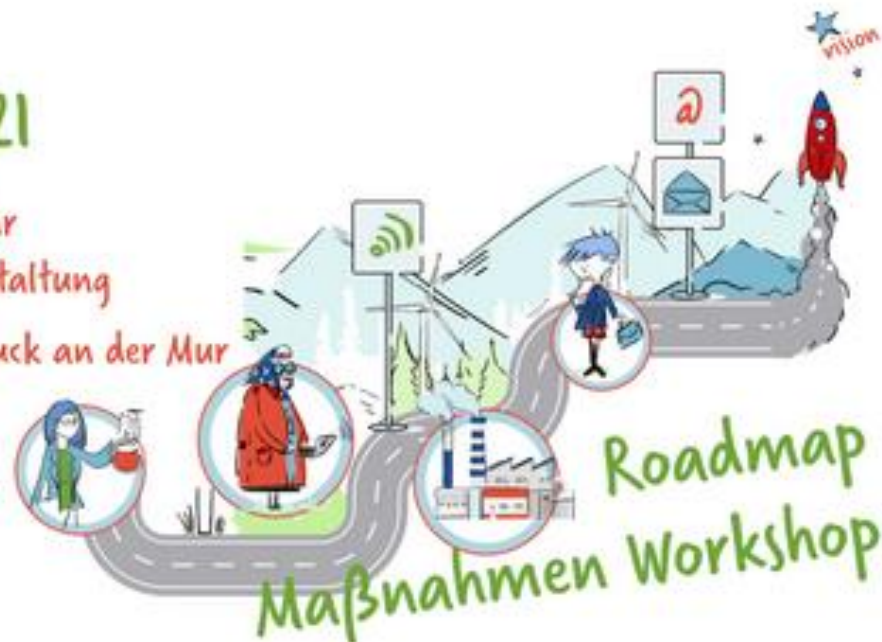 21
taltung
uck an der Mur
@
vision
Roadmap
Maßnahmen Workshop